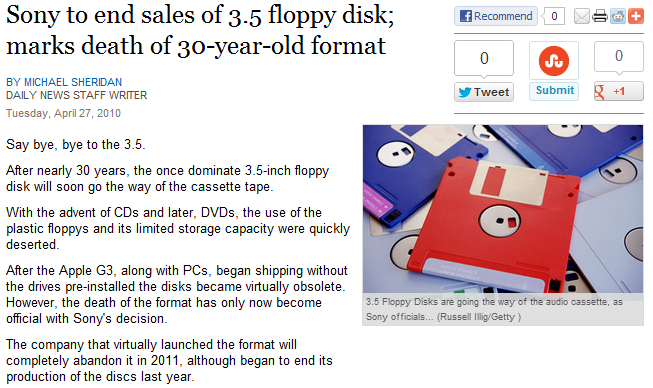 Sony to end sales of 3.5 floppy disk;
marks death of 30-year-old format
BY MICHAEL SHERIDAN
DAILY NEWS STAFF WRITER
Tuesday, April 27, 2010
Recommend
0
0
Tweet
Submit
0
+1
Say bye, bye to the 3.5.
After nearly 30 years, the once dominate 3.5-inch floppy
disk will soon go the way of the cassette tape.
With the advent of CDs and later, DVDs, the use of the
plastic floppys and its limited storage capacity were quickly
deserted.
After the Apple G3, along with PCs, began shipping without
the drives pre-installed the disks became virtually obsolete.
However, the death of the format has only now become
official with Sony's decision.
The company that virtually launched the format will
completely abandon it in 2011, although began to end its
production of the discs last year.
3.5 Floppy Disks are going the way of the audio cassette, as
Sony officials... (Russell Illig/Getty )